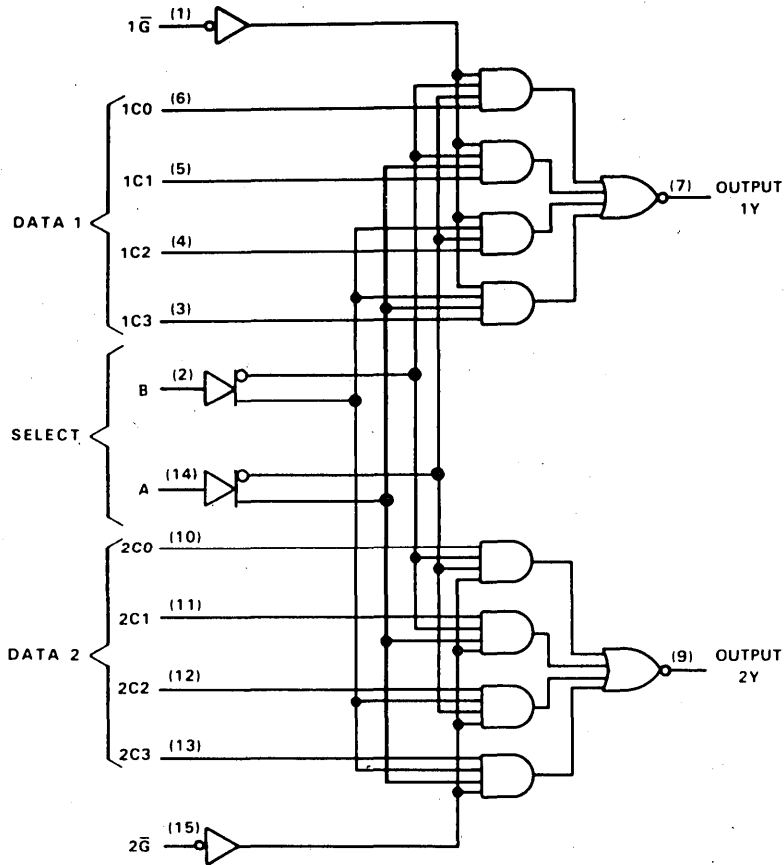 1G̅ (1)
1C0 (6)
1C1 (5)
DATA 1
1C2 (4)
1C3 (3)
(7) OUTPUT
1Y
B (2)
SELECT
A (14)
2C0 (10)
2C1 (11)
DATA 2
2C2 (12)
2C3 (13)
(9) OUTPUT
2Y
2G̅ (15)